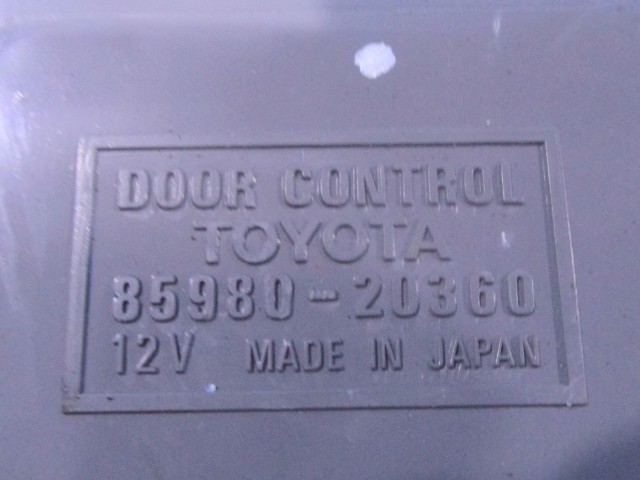 DOOR CONTROL
TOYOTA
85980-20360
12V MADE IN JAPAN